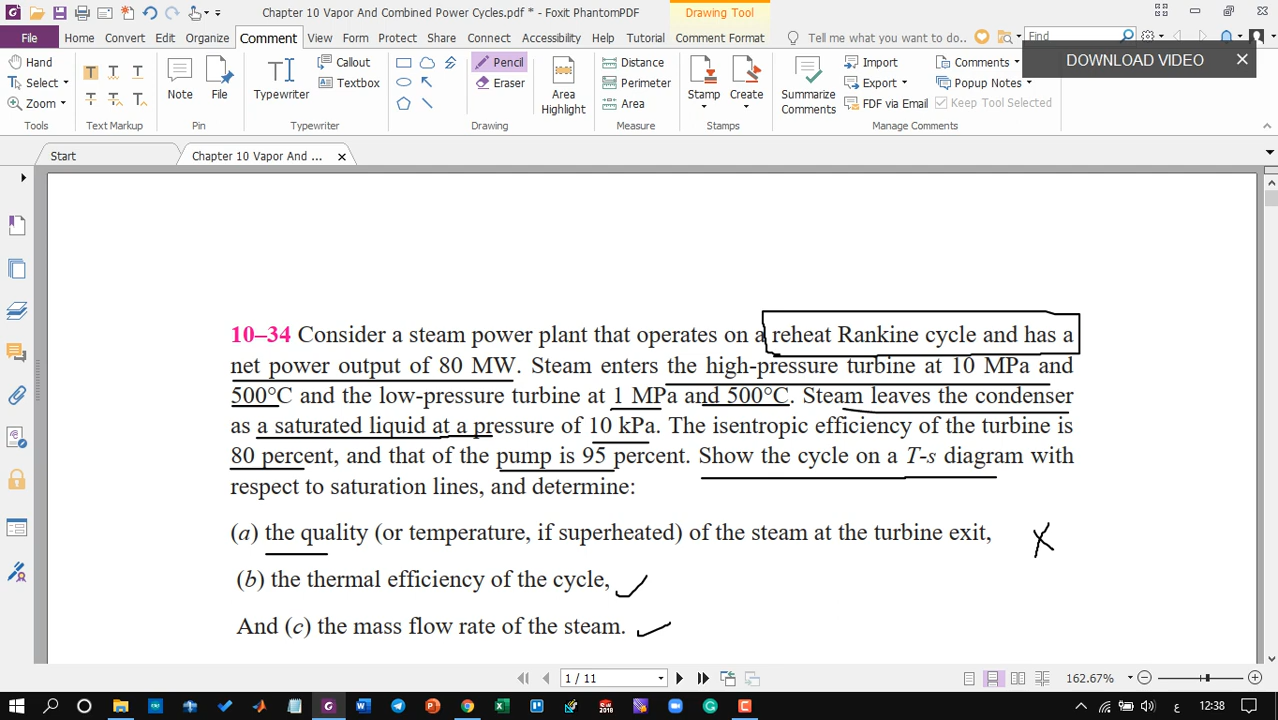 Chapter 10 Vapor And Combined PowerCycles.pdf * - Foxit PhantomPDF
Drawing Tool
File Home Convert Edit Organize Comment View Form Protect Share Connect Accessibility Help Tutorial Comment Format Tell me what you want to do.. Find
DOWNLOAD VIDEO
Hand
Select
Zoom
Tools
Text Markup
Note
File
Pin
Typewriter
Callout
Textbox
Typewriter
Pencil
Eraser
Drawing
Area Highlight
Distance
Perimeter
Area
Measure
Stamp
Create
Stamps
Summarize Comments
Import
Export
FDF via Email
Comments
Popup Notes
Keep Tool Selected
Manage Comments
Start
Chapter 10 Vapor And ...
10–34 Consider a steam power plant that operates on a reheat Rankine cycle and has a
net power output of 80 MW. Steam enters the high-pressure turbine at 10 MPa and
500°C and the low-pressure turbine at 1 MPa and 500°C. Steam leaves the condenser
as a saturated liquid at a pressure of 10 kPa. The isentropic efficiency of the turbine is
80 percent, and that of the pump is 95 percent. Show the cycle on a T-s diagram with
respect to saturation lines, and determine:
(a) the quality (or temperature, if superheated) of the steam at the turbine exit,
(b) the thermal efficiency of the cycle,
And (c) the mass flow rate of the steam.
1 / 11
162.67%
ع
12:38